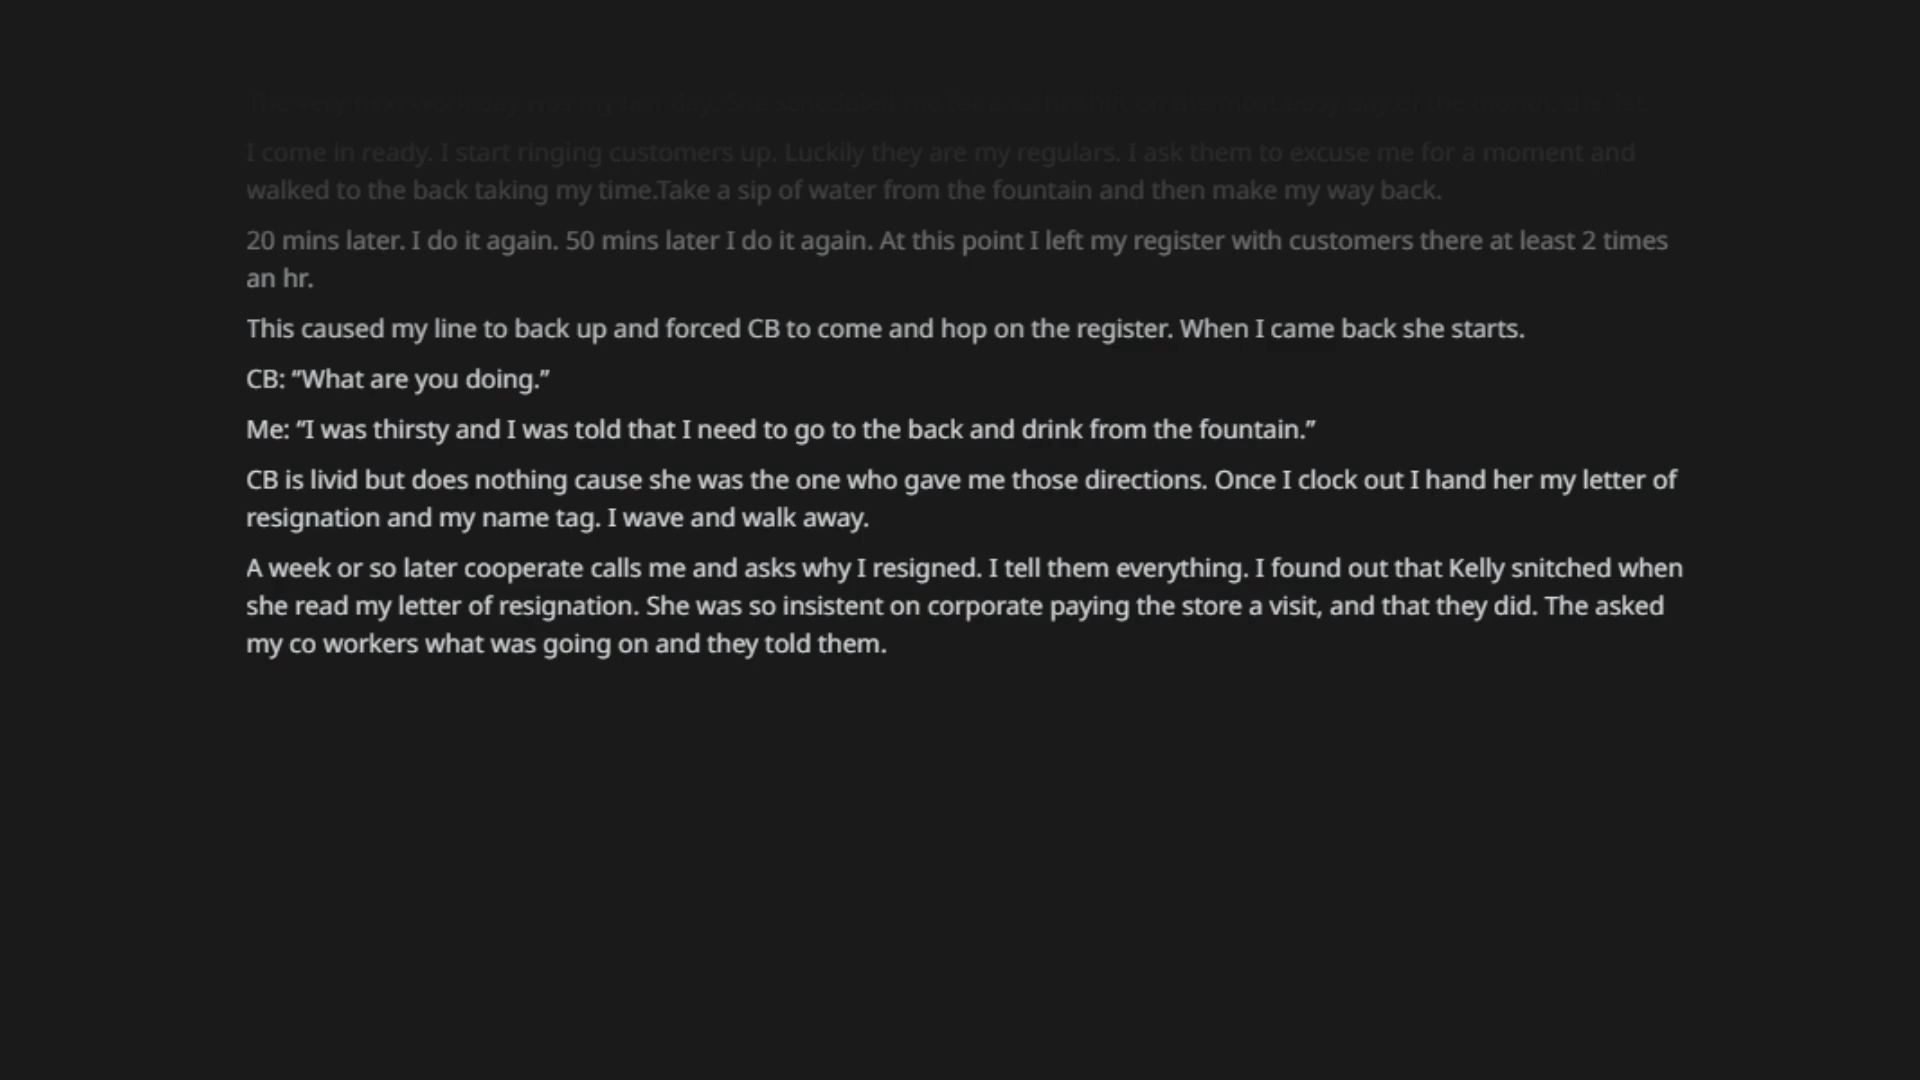 I come in ready. I start ringing customers up. Luckily they are my regulars. I ask them to excuse me for a moment and
walked to the back taking my time.Take a sip of water from the fountain and then make my way back.
20 mins later. I do it again. 50 mins later I do it again. At this point I left my register with customers there at least 2 times
an hr.
This caused my line to back up and forced CB to come and hop on the register. When I came back she starts.
CB: “What are you doing.”
Me: “I was thirsty and I was told that I need to go to the back and drink from the fountain.”
CB is livid but does nothing cause she was the one who gave me those directions. Once I clock out I hand her my letter of
resignation and my name tag. I wave and walk away.
A week or so later cooperate calls me and asks why I resigned. I tell them everything. I found out that Kelly snitched when
she read my letter of resignation. She was so insistent on corporate paying the store a visit, and that they did. The asked
my co workers what was going on and they told them.